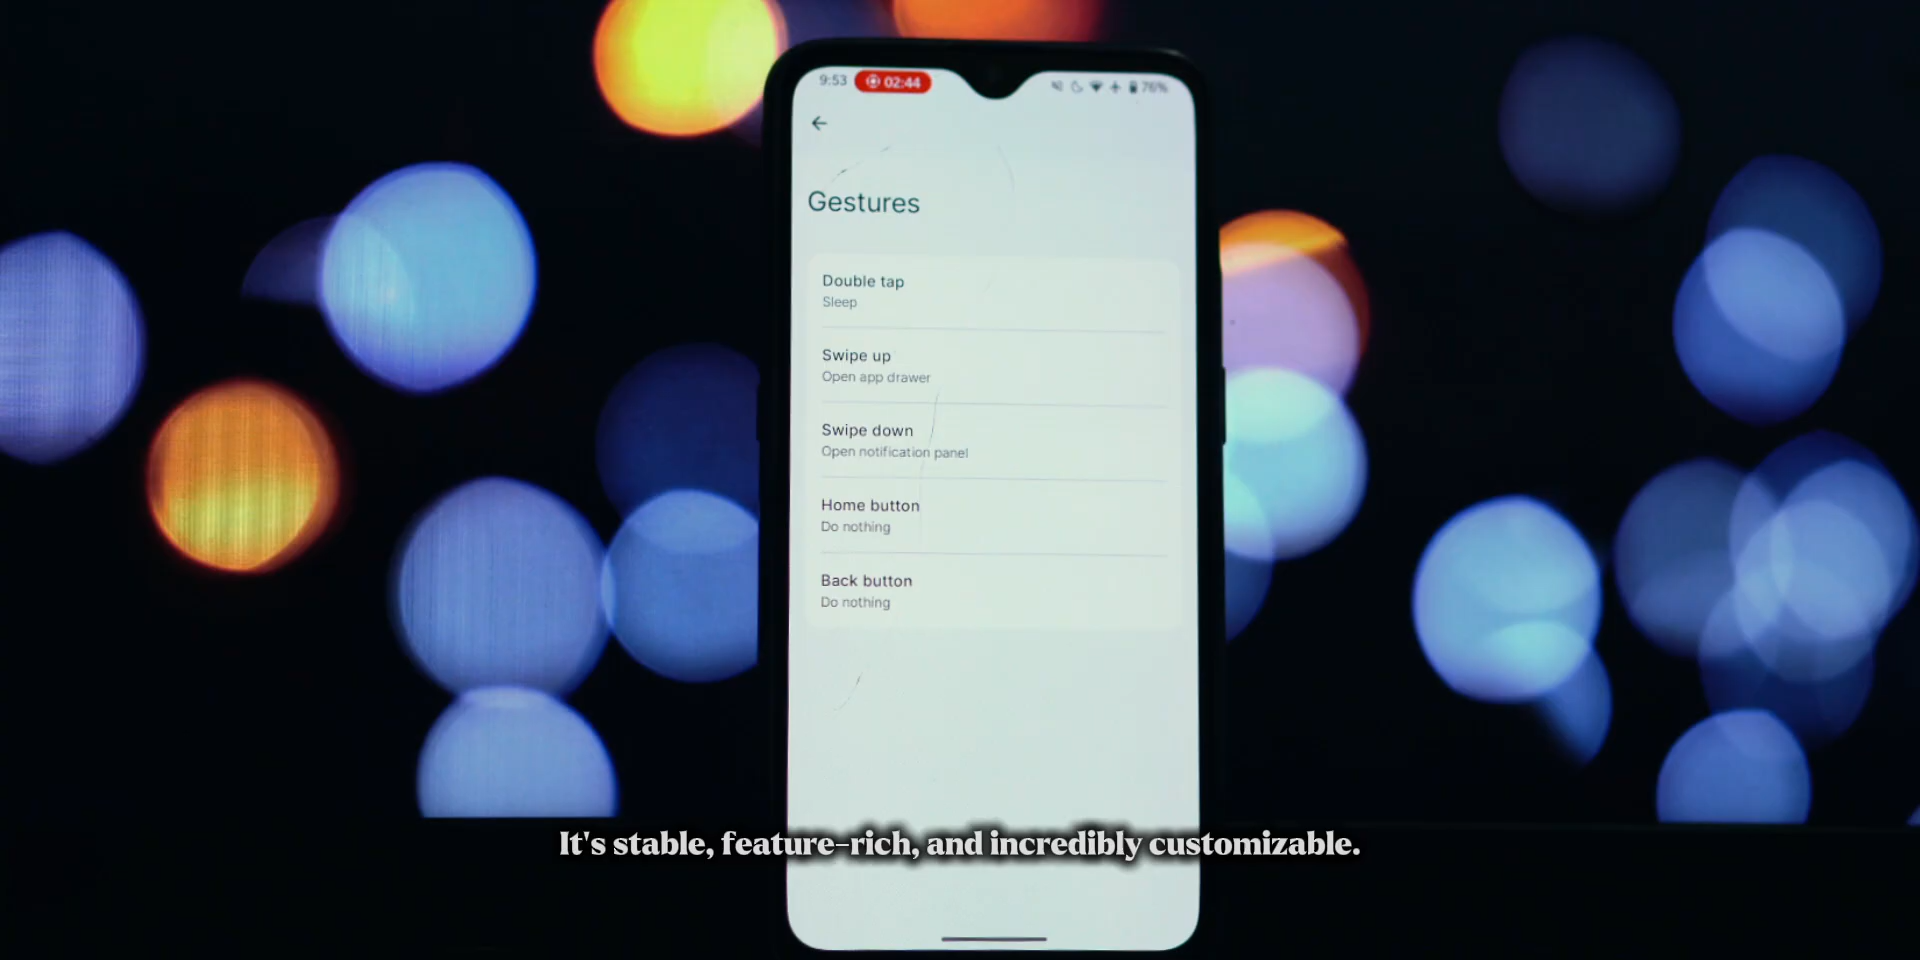 9:53 02:44 76%
Gestures
Double tap
Sleep
Swipe up
Open app drawer
Swipe down
Open notification panel
Home button
Do nothing
Back button
Do nothing
It's stable, feature-rich, and incredibly customizable.